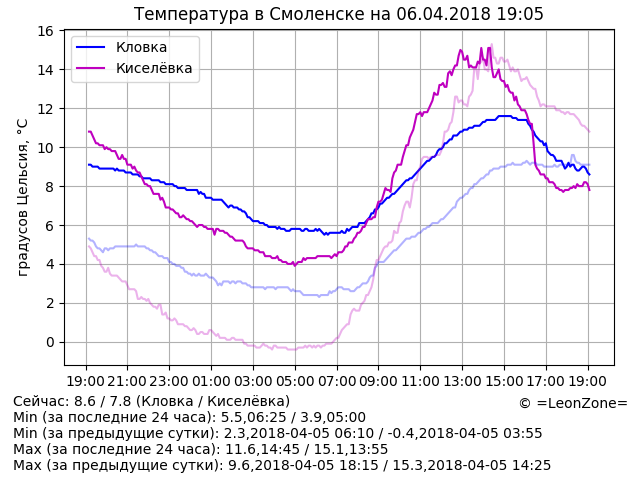 Температура в Смоленске на 06.04.2018 19:05
градусов Цельсия, °C
16
14
12
10
8
6
4
2
0
Кловка
Киселёвка
19:00 21:00 23:00 01:00 03:00 05:00 07:00 09:00 11:00 13:00 15:00 17:00 19:00
Сейчас: 8.6 / 7.8 (Кловка / Киселёвка)
© =LeonZone=
Min (за последние 24 часа): 5.5,06:25 / 3.9,05:00
Min (за предыдущие сутки): 2.3,2018-04-05 06:10 / -0.4,2018-04-05 03:55
Max (за последние 24 часа): 11.6,14:45 / 15.1,13:55
Max (за предыдущие сутки): 9.6,2018-04-05 18:15 / 15.3,2018-04-05 14:25